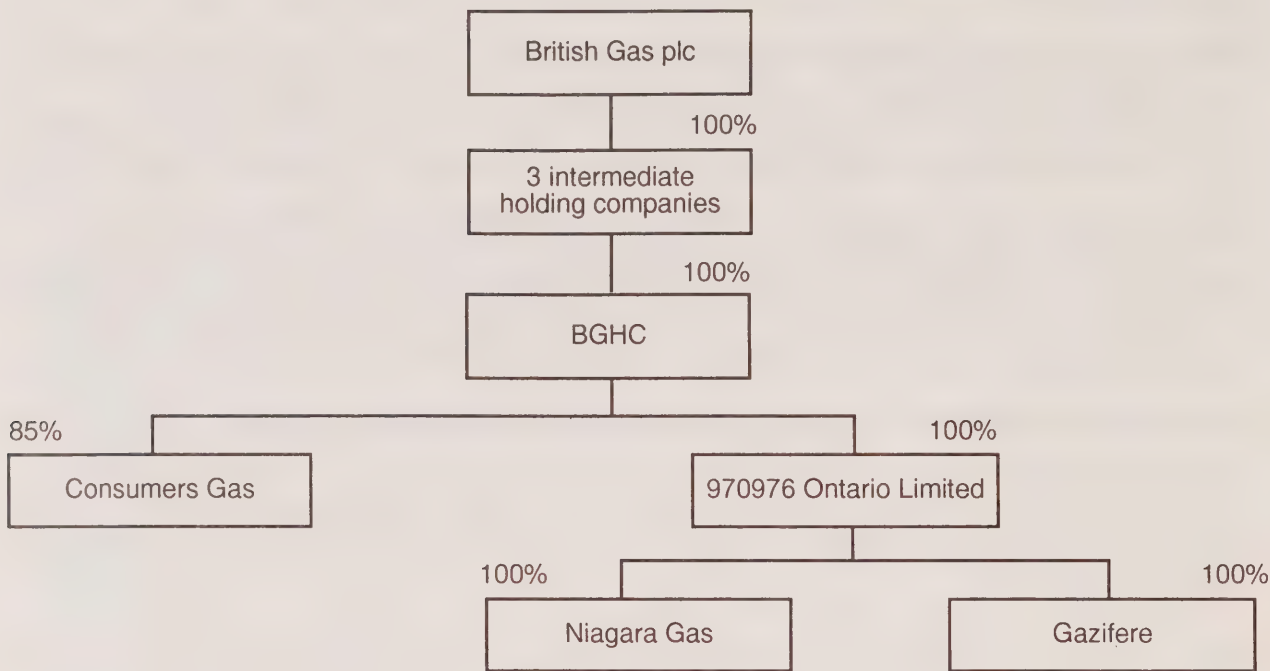 British Gas plc
100%
3 intermediate
holding companies
100%
BGHC
85%
100%
Consumers Gas
970976 Ontario Limited
100%
100%
Niagara Gas
Gazifere